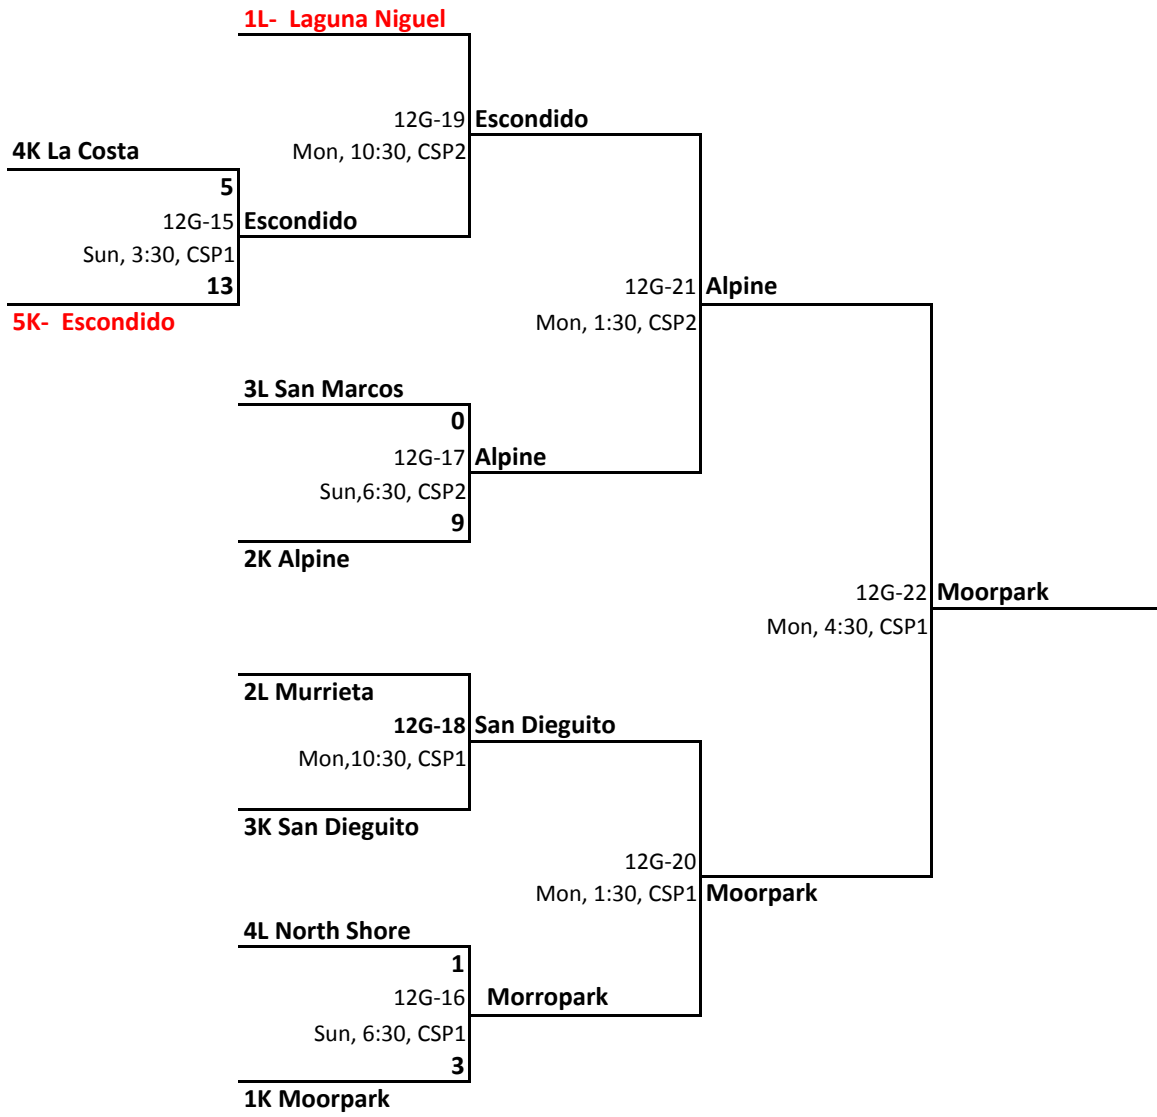 1L-  Laguna Niguel
12G-19 Escondido
Mon, 10:30, CSP2
4K La Costa
5
12G-15 Escondido
Sun, 3:30, CSP1
13
5K-  Escondido
12G-21 Alpine
Mon, 1:30, CSP2
3L San Marcos
0
12G-17 Alpine
Sun,6:30, CSP2
9
2K Alpine
12G-22 Moorpark
Mon, 4:30, CSP1
2L Murrieta
12G-18 San Dieguito
Mon,10:30, CSP1
3K San Dieguito
12G-20
Mon, 1:30, CSP1 Moorpark
4L North Shore
1
12G-16 Morropark
Sun, 6:30, CSP1
3
1K Moorpark